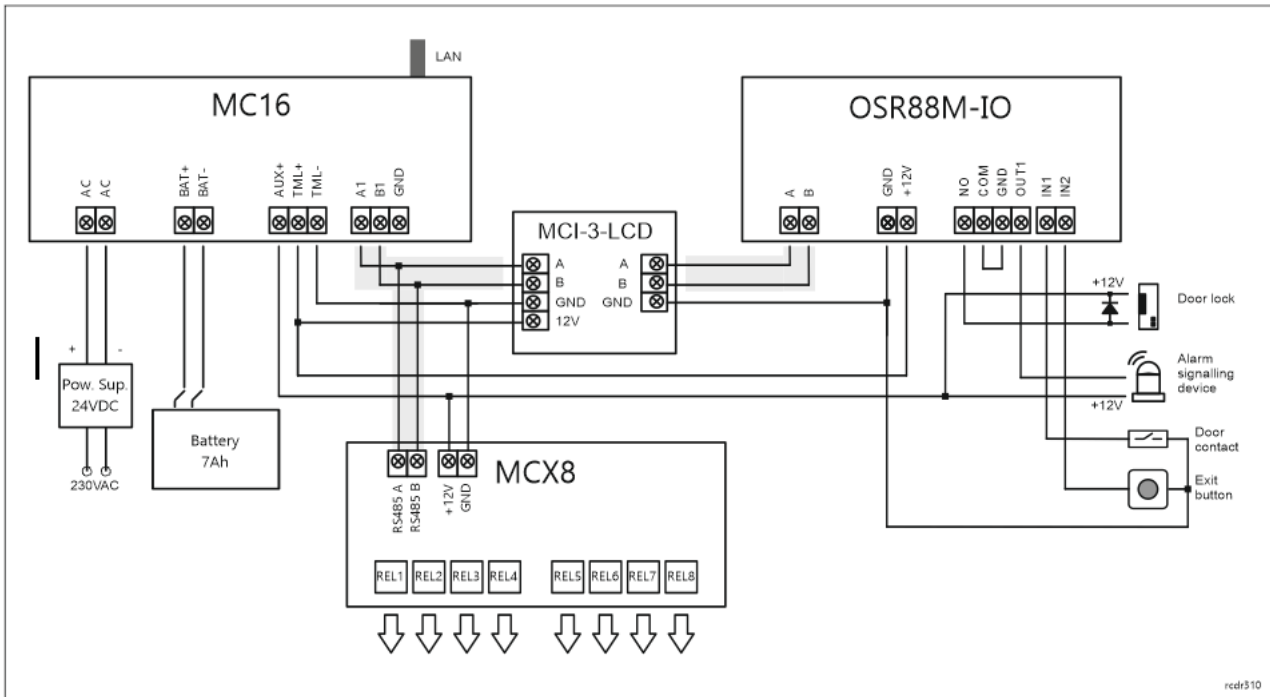 LAN
MC16
AC
AC
BAT+
BAT-
AUX+
TML+
TML-
A1
B1
GND
OSR88M-IO
A
B
GND
+12V
NO
COM
GND
OUT1
IN1
IN2
MCI-3-LCD
A
B
GND
12V
A
B
GND
+12V
Door lock
Alarm
signalling
device
+12V
Door
contact
Exit
button
+ -
Pow. Sup.
24VDC
230VAC
Battery
7Ah
MCX8
RS485 A
RS485 B
+12V
GND
REL1
REL2
REL3
REL4
REL5
REL6
REL7
REL8
rcdr310